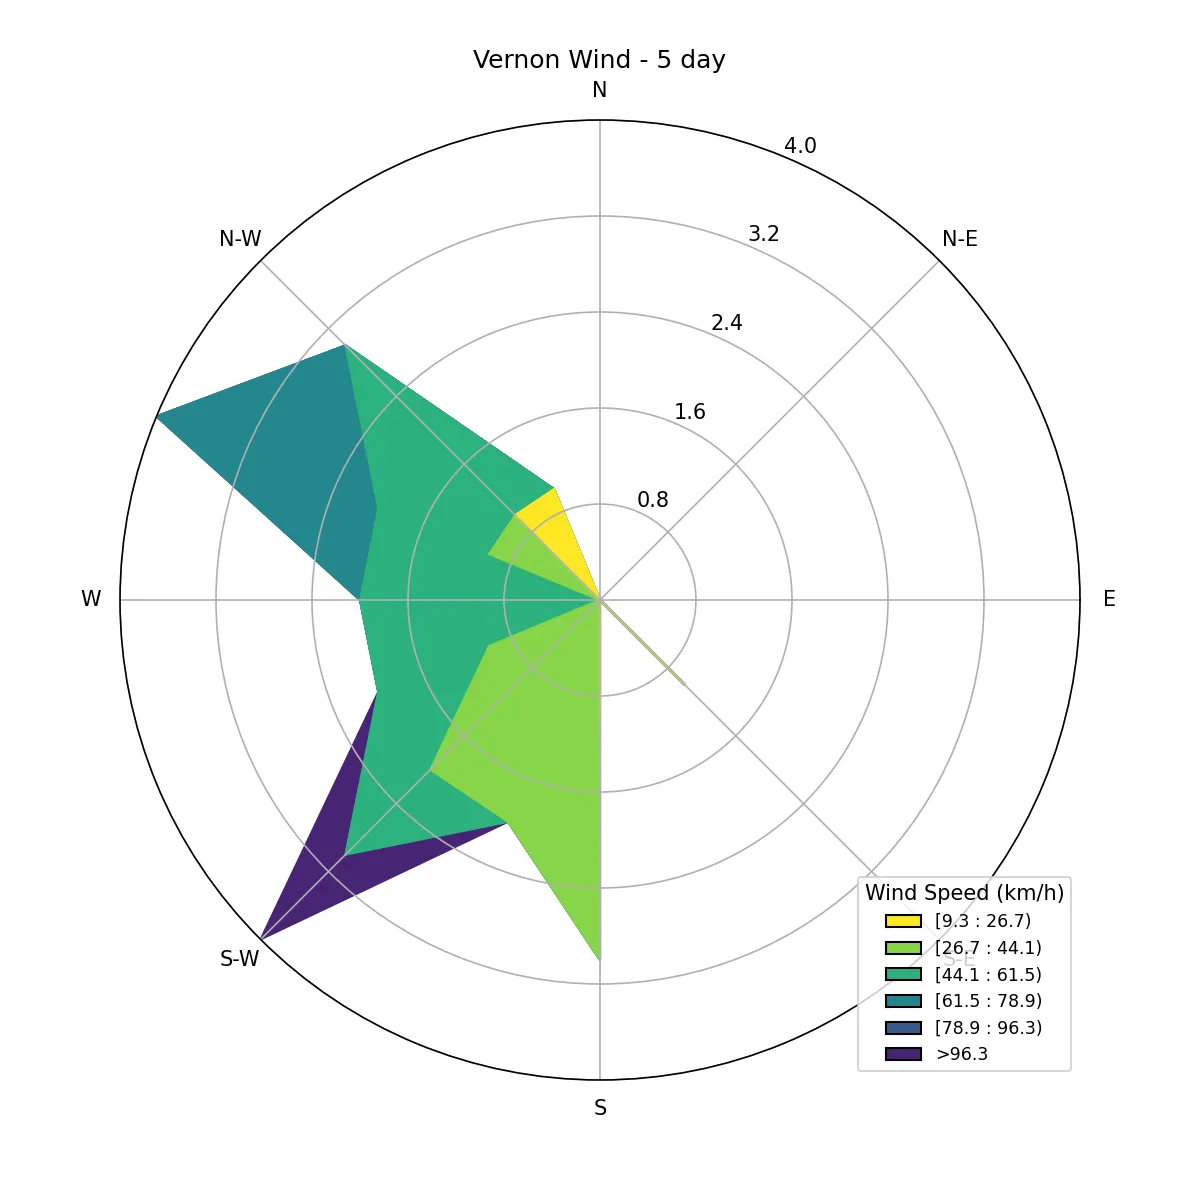 Vernon Wind - 5 day
N
4.0
3.2
N-W
N-E
2.4
1.6
0.8
W
E
S-W
S-E
Wind Speed (km/h)
[9.3 : 26.7)
[26.7 : 44.1)
[44.1 : 61.5)
[61.5 : 78.9)
[78.9 : 96.3)
>96.3
S